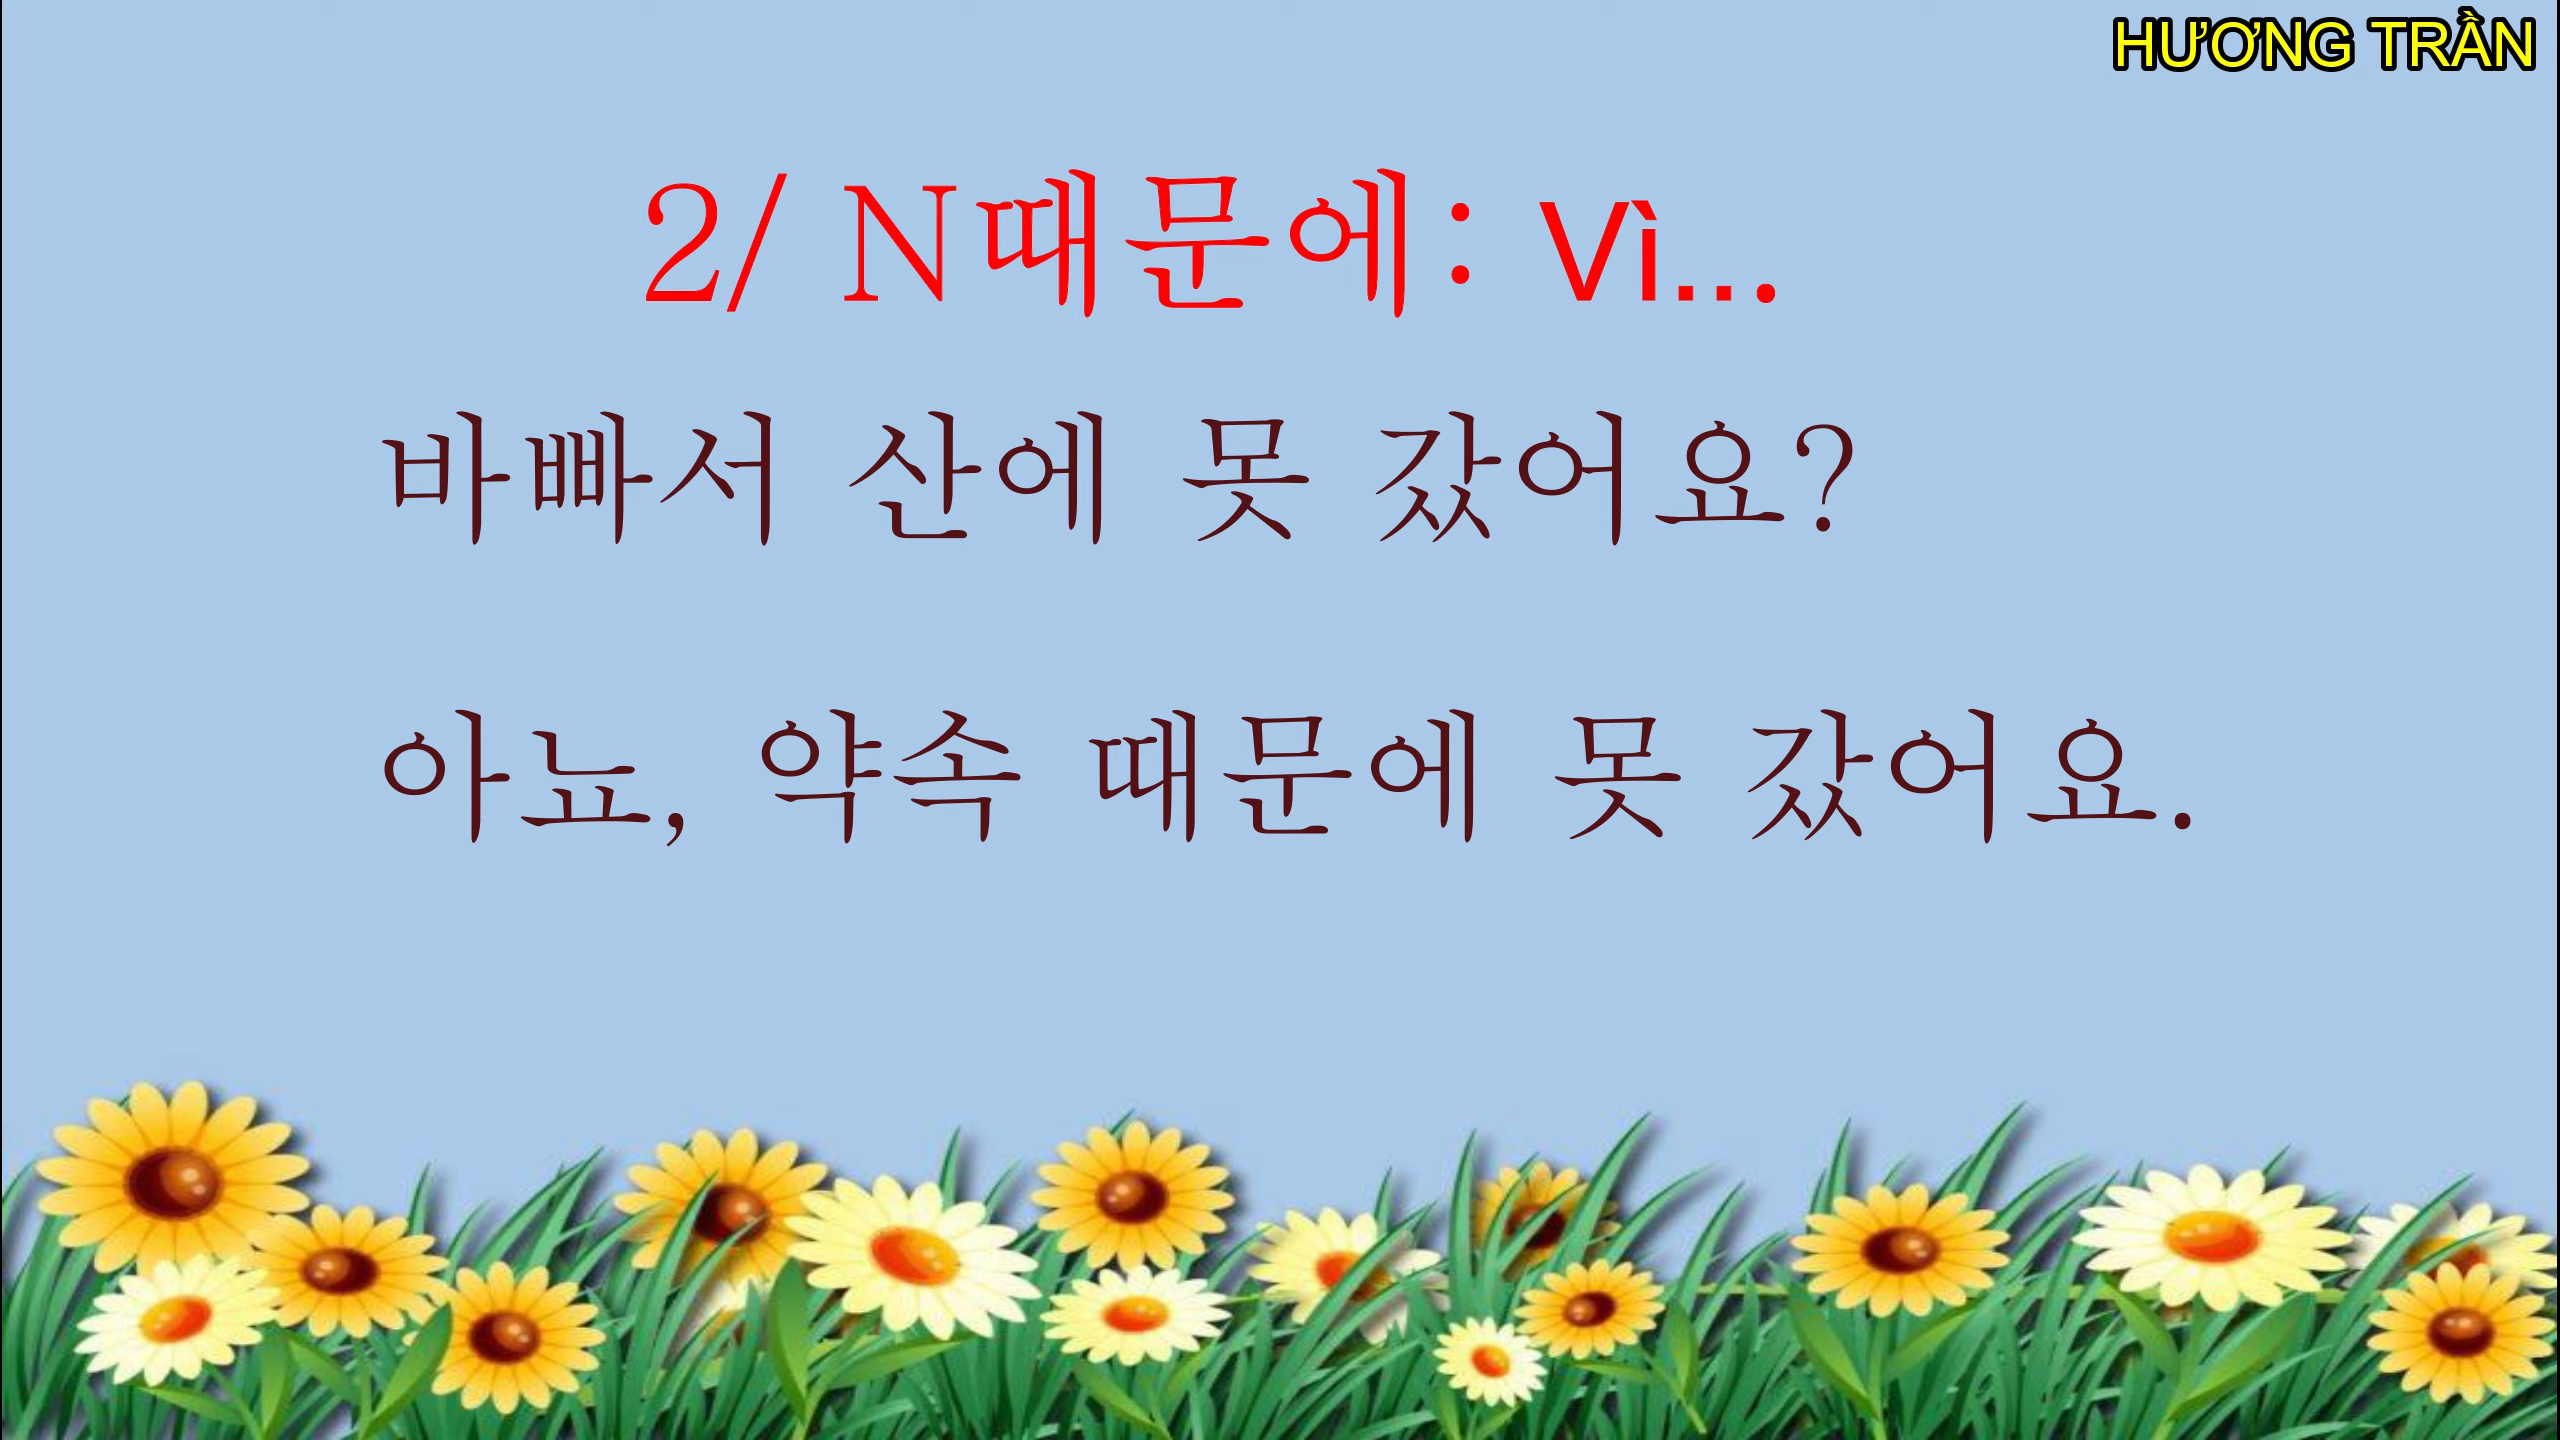 HƯƠNG TRẦN
2/ N때문에: Vì...
바빠서 산에 못 갔어요?
아뇨, 약속 때문에 못 갔어요.